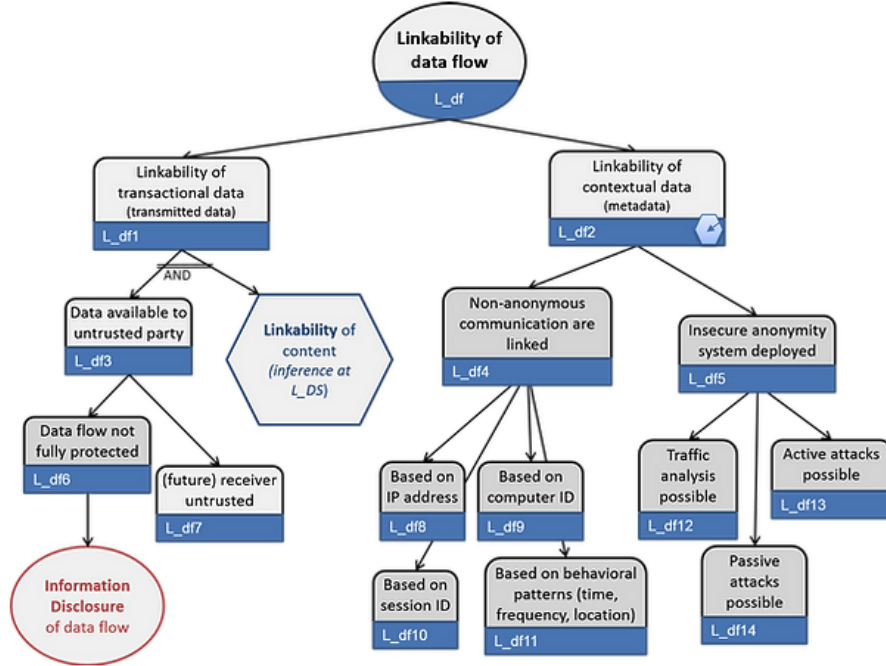 Linkability of
data flow
L_df
Linkability of
transactional data
(transmitted data)
L_df1
Linkability of
contextual data
(metadata)
L_df2
AND
Data available to
untrusted party
L_df3
Linkability of
content
(inference at
L_DS)
Non-anonymous
communication are
linked
L_df4
Insecure anonymity
system deployed
L_df5
Data flow not
fully protected
L_df6
(future) receiver
untrusted
L_df7
Based on
IP address
L_df8
Based on
computer ID
L_df9
Traffic
analysis
possible
L_df12
Active attacks
possible
L_df13
Information
Disclosure
of data flow
Based on
session ID
L_df10
Based on behavioral
patterns (time,
frequency, location)
L_df11
Passive
attacks
possible
L_df14